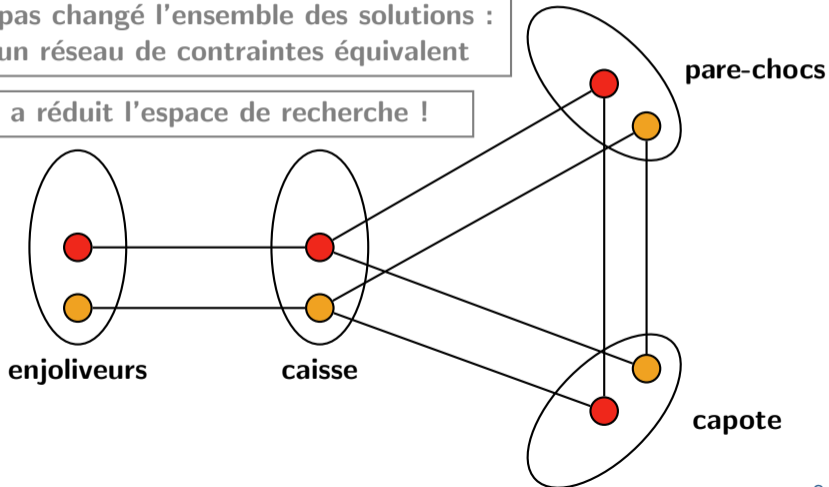 pas changé l'ensemble des solutions :
un réseau de contraintes équivalent
a réduit l'espace de recherche !
pare-chocs
enjoliveurs
caisse
capote